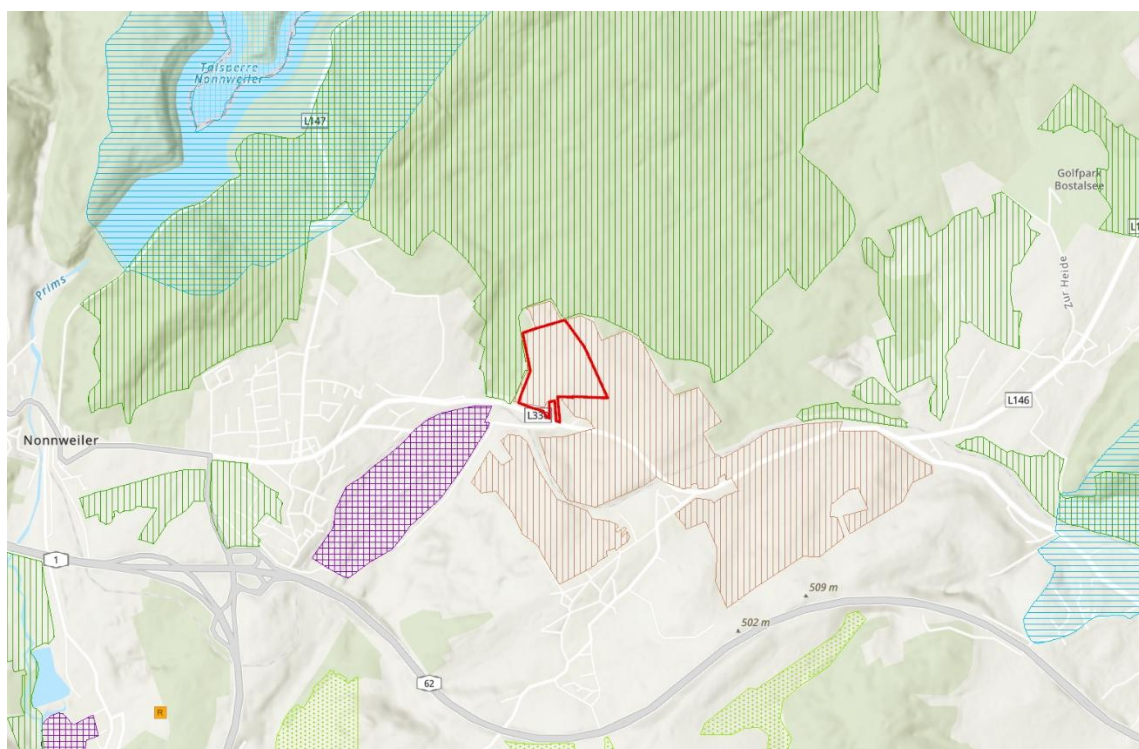 Talsperre
Nonnweiler
L147
Golfpark
Bostalsee
Prims
Zur Heide
L146
Nonnweiler
1
509 m
502 m
62
R